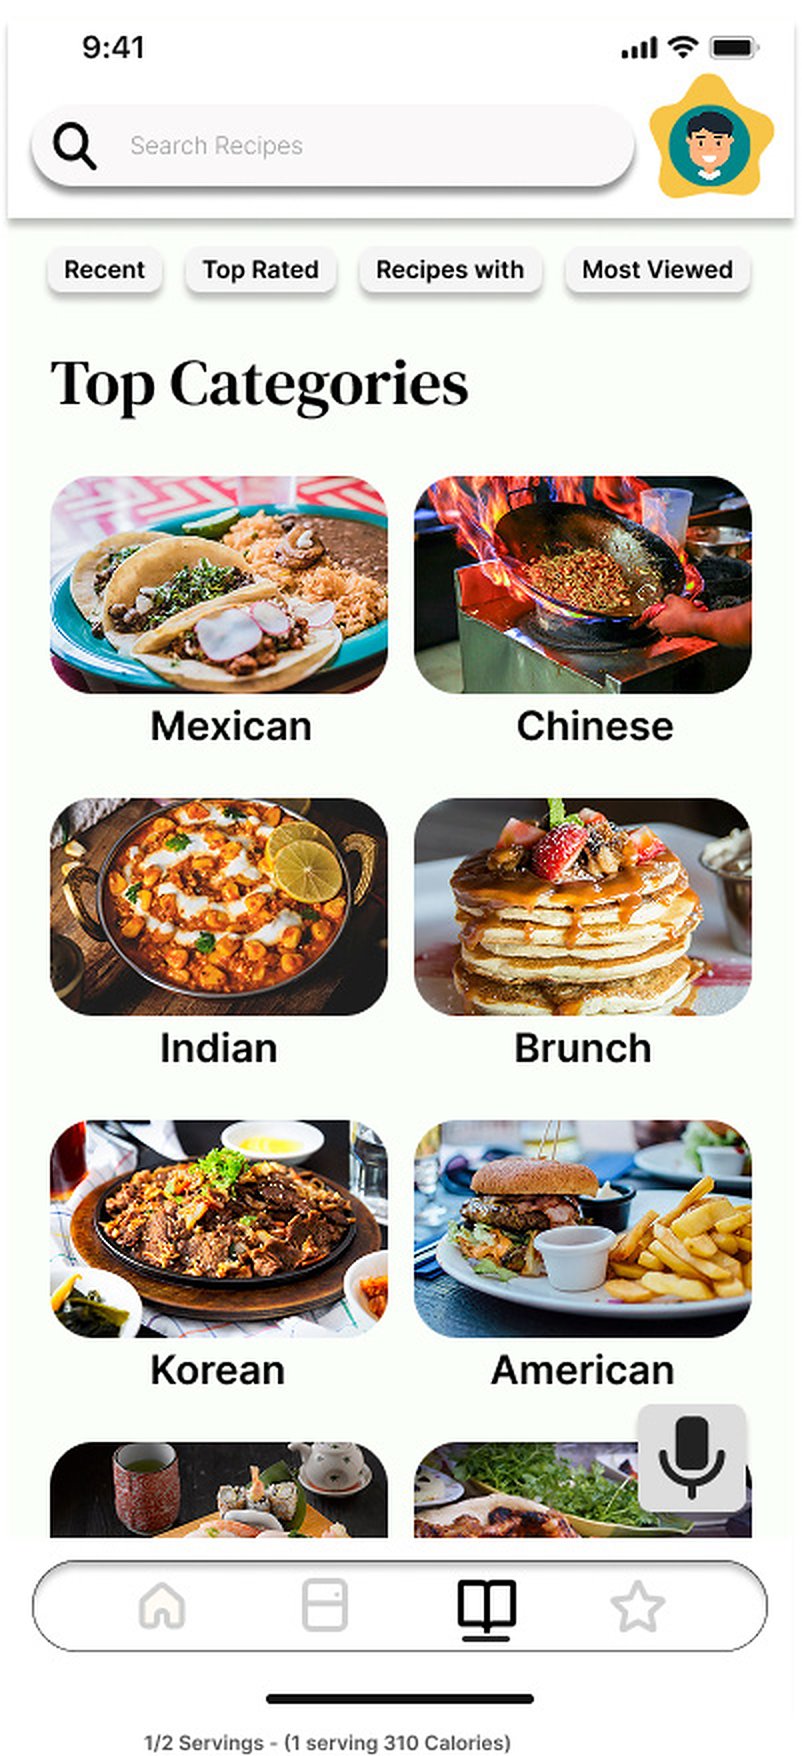 9:41
Search Recipes
Recent Top Rated Recipes with Most Viewed
Top Categories
Mexican Chinese
Indian Brunch
Korean American
1/2 Servings - (1 serving 310 Calories)